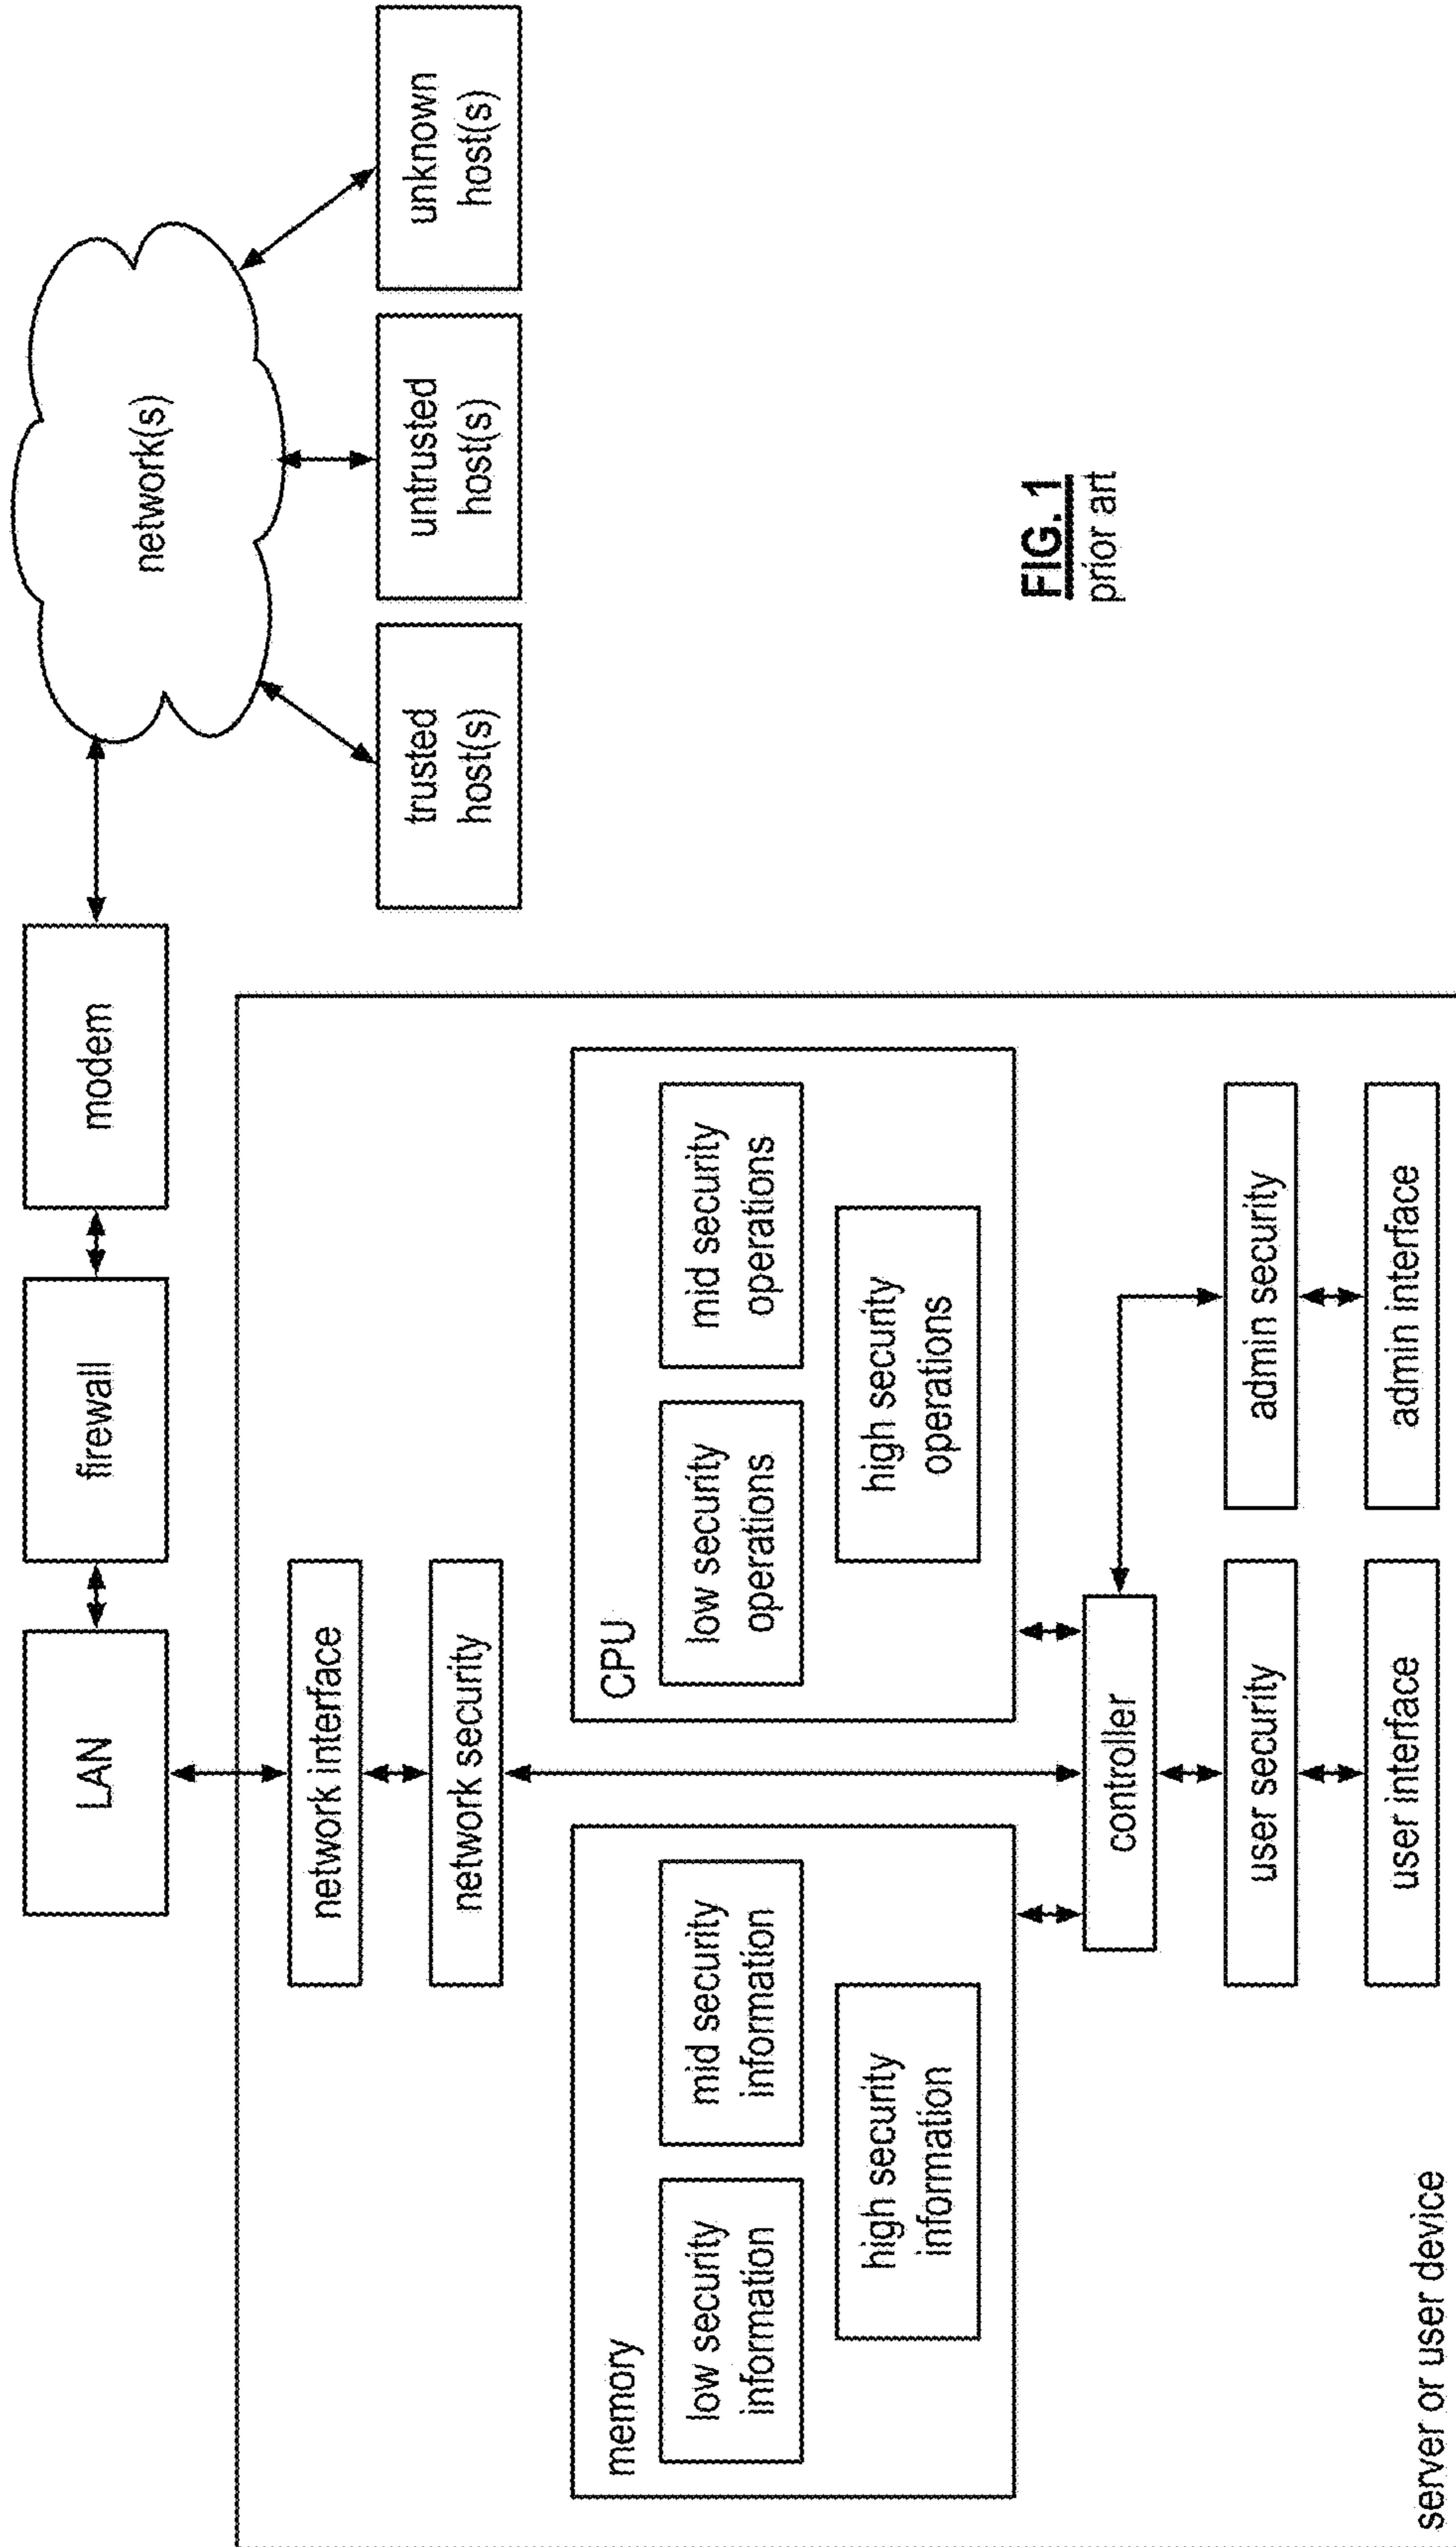 LAN
firewall
modem
network(s)
trusted
host(s)
untrusted
host(s)
unknown
host(s)
network interface
network security
memory
low security
information
mid security
information
high security
information
CPU
low security
operations
mid security
operations
high security
operations
controller
user security
admin security
user interface
admin interface
server or user device
FIG. 1
prior art